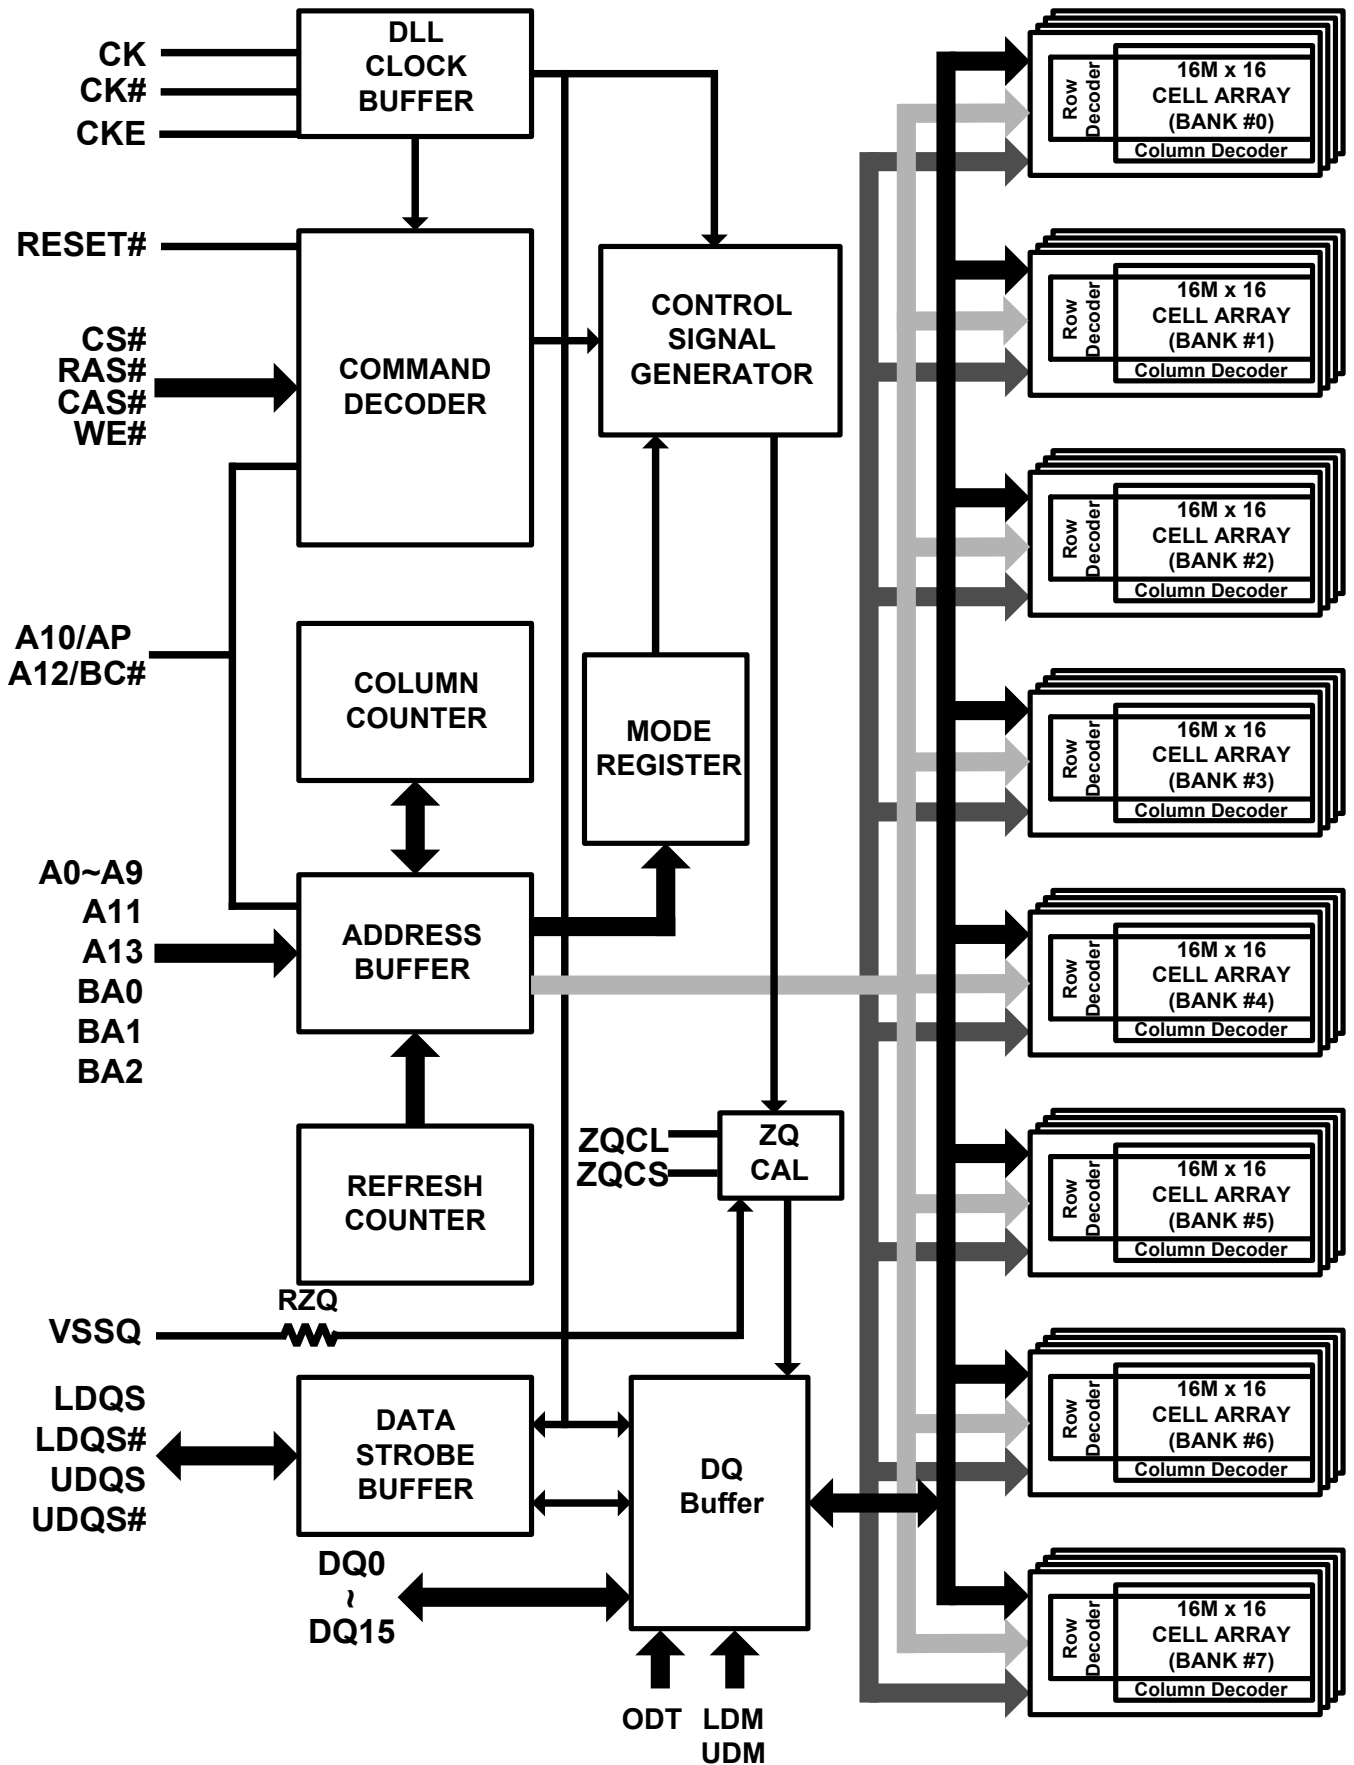 CK
CK#
CKE
DLL
CLOCK
BUFFER
RESET#
CS#
RAS#
CAS#
WE#
COMMAND
DECODER
CONTROL
SIGNAL
GENERATOR
A10/AP
A12/BC#
COLUMN
COUNTER
MODE
REGISTER
A0~A9
A11
A13
BA0
BA1
BA2
ADDRESS
BUFFER
REFRESH
COUNTER
ZQCL
ZQCS
ZQ
CAL
RZQ
VSSQ
LDQS
LDQS#
UDQS
UDQS#
DATA
STROBE
BUFFER
DQ
Buffer
DQ0
~
DQ15
ODT
LDM
UDM
Row
Decoder
16M x 16
CELL ARRAY
(BANK #0)
Column Decoder
Row
Decoder
16M x 16
CELL ARRAY
(BANK #1)
Column Decoder
Row
Decoder
16M x 16
CELL ARRAY
(BANK #2)
Column Decoder
Row
Decoder
16M x 16
CELL ARRAY
(BANK #3)
Column Decoder
Row
Decoder
16M x 16
CELL ARRAY
(BANK #4)
Column Decoder
Row
Decoder
16M x 16
CELL ARRAY
(BANK #5)
Column Decoder
Row
Decoder
16M x 16
CELL ARRAY
(BANK #6)
Column Decoder
Row
Decoder
16M x 16
CELL ARRAY
(BANK #7)
Column Decoder